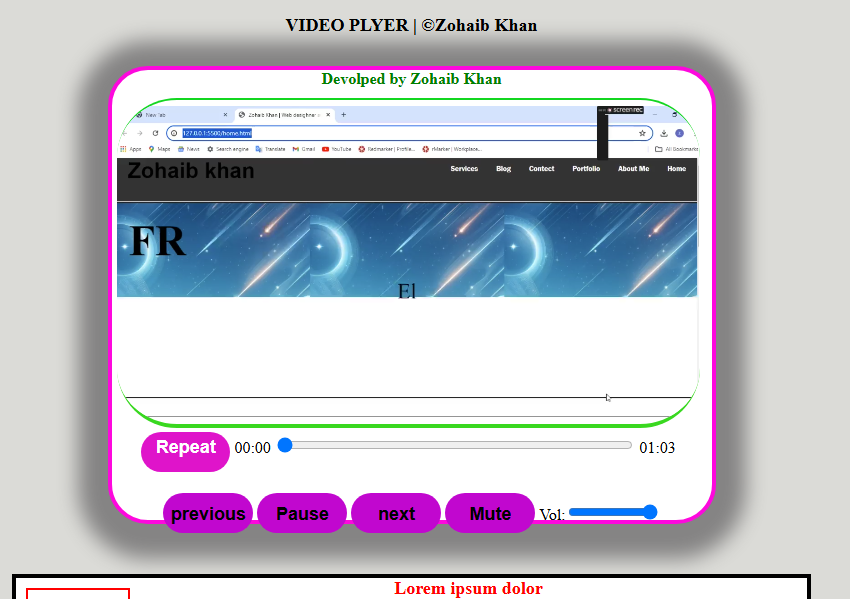 VIDEO PLYER | ©Zohaib Khan
Devolped by Zohaib Khan
New Tab
Zohaib Khan | Web desighner
screenrec
127.0.0.1:5500/home.html
Apps Maps News Search engine Translate Gmail YouTube Redmarker | Profile... rMarker | Workplace... All Bookmarks
Zohaib khan
Services Blog Contact Portfolio About Me Home
FR
El
Repeat 00:00 01:03
previous Pause next Mute Vol:
Lorem ipsum dolor